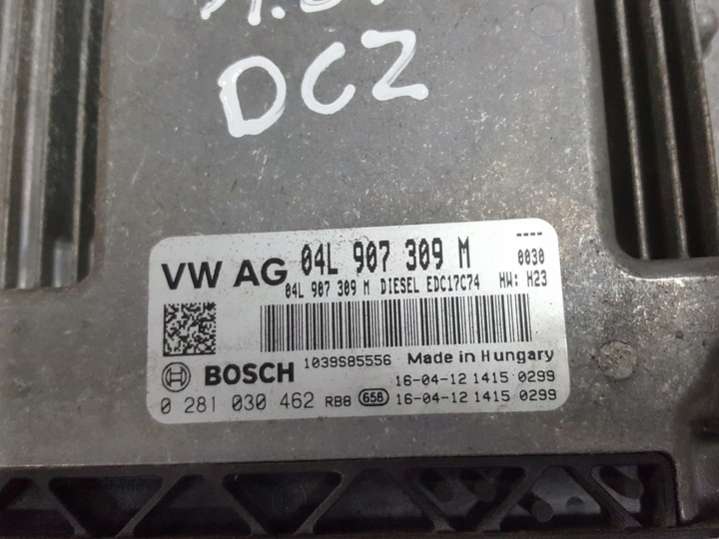 DCZ
----
VW AG 04L 907 309 M 0030
04L 907 309 M DIESEL EDC17C74 HW: H23
1039S85556 Made in Hungary
BOSCH 16-04-12 1415 0299
0 281 030 462 RBB 658 16-04-12 1415 0299